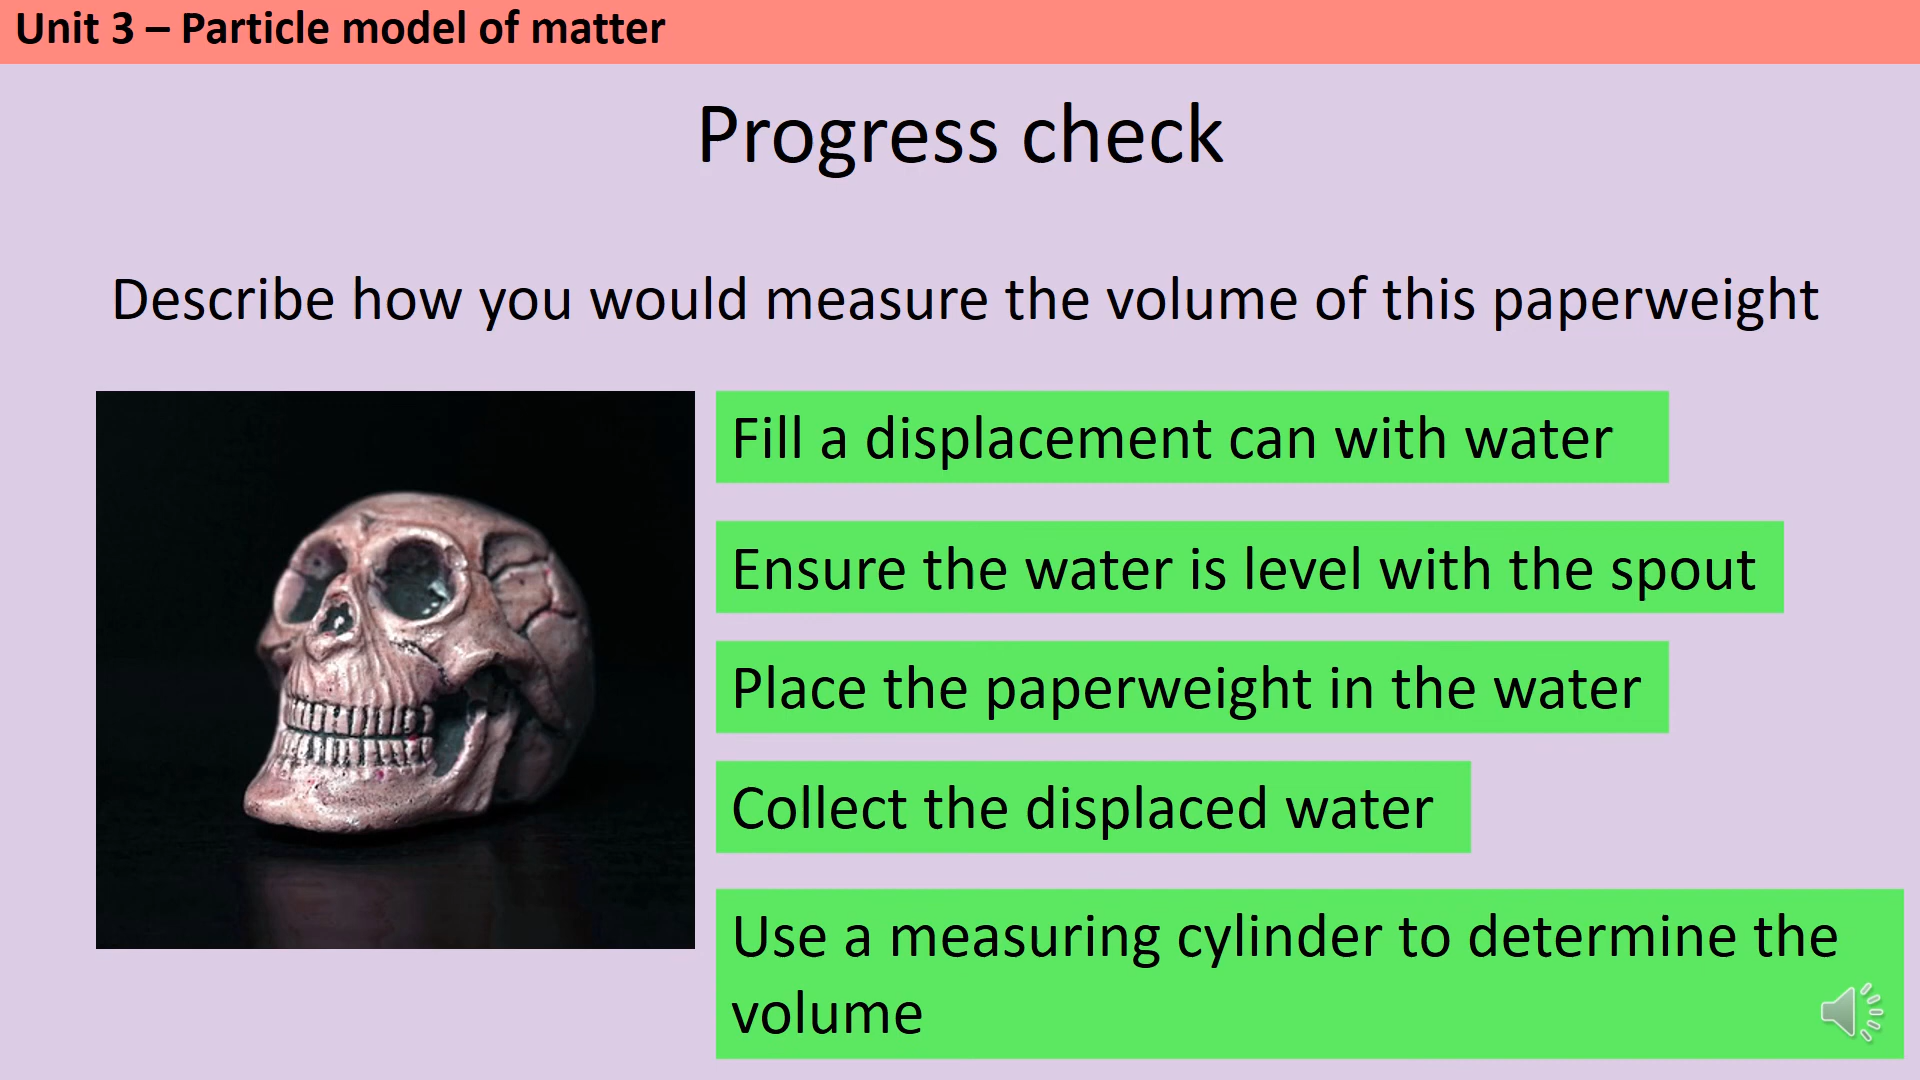 Unit 3 – Particle model of matter
Progress check
Describe how you would measure the volume of this paperweight
Fill a displacement can with water
Ensure the water is level with the spout
Place the paperweight in the water
Collect the displaced water
Use a measuring cylinder to determine the
volume